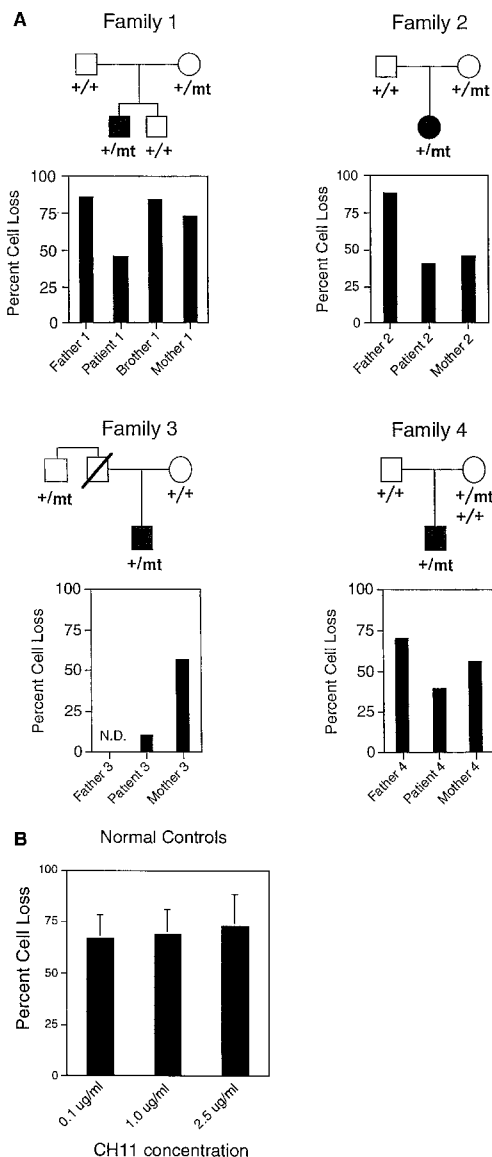 A
Family 1
Family 2
+/+
+/mt
+/+
+/mt
+/mt
+/+
+/mt
Percent Cell Loss
100
75
50
25
0
Father 1
Patient 1
Brother 1
Mother 1
Percent Cell Loss
100
75
50
25
0
Father 2
Patient 2
Mother 2
Family 3
Family 4
+/mt
+/+
+/+
+/mt
+/+
+/mt
+/mt
Percent Cell Loss
100
75
50
25
0
N.D.
Father 3
Patient 3
Mother 3
Percent Cell Loss
100
75
50
25
0
Father 4
Patient 4
Mother 4
B
Normal Controls
Percent Cell Loss
100
75
50
25
0
0.1 ug/ml
1.0 ug/ml
2.5 ug/ml
CH11 concentration